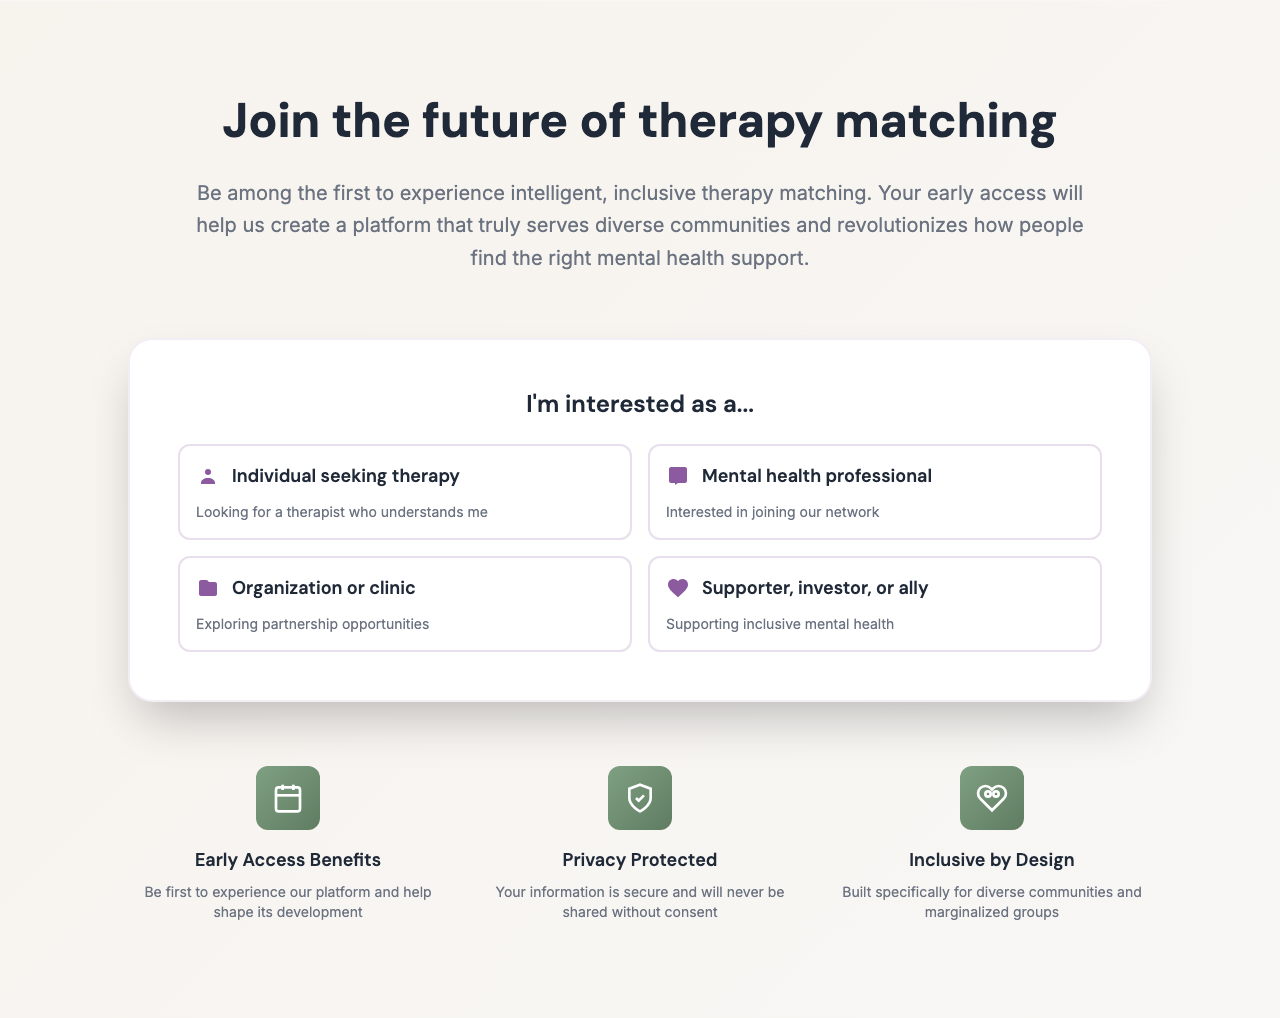 Join the future of therapy matching
Be among the first to experience intelligent, inclusive therapy matching. Your early access will
help us create a platform that truly serves diverse communities and revolutionizes how people
find the right mental health support.
I'm interested as a...
Individual seeking therapy
Looking for a therapist who understands me
Mental health professional
Interested in joining our network
Organization or clinic
Exploring partnership opportunities
Supporter, investor, or ally
Supporting inclusive mental health
Early Access Benefits
Be first to experience our platform and help
shape its development
Privacy Protected
Your information is secure and will never be
shared without consent
Inclusive by Design
Built specifically for diverse communities and
marginalized groups